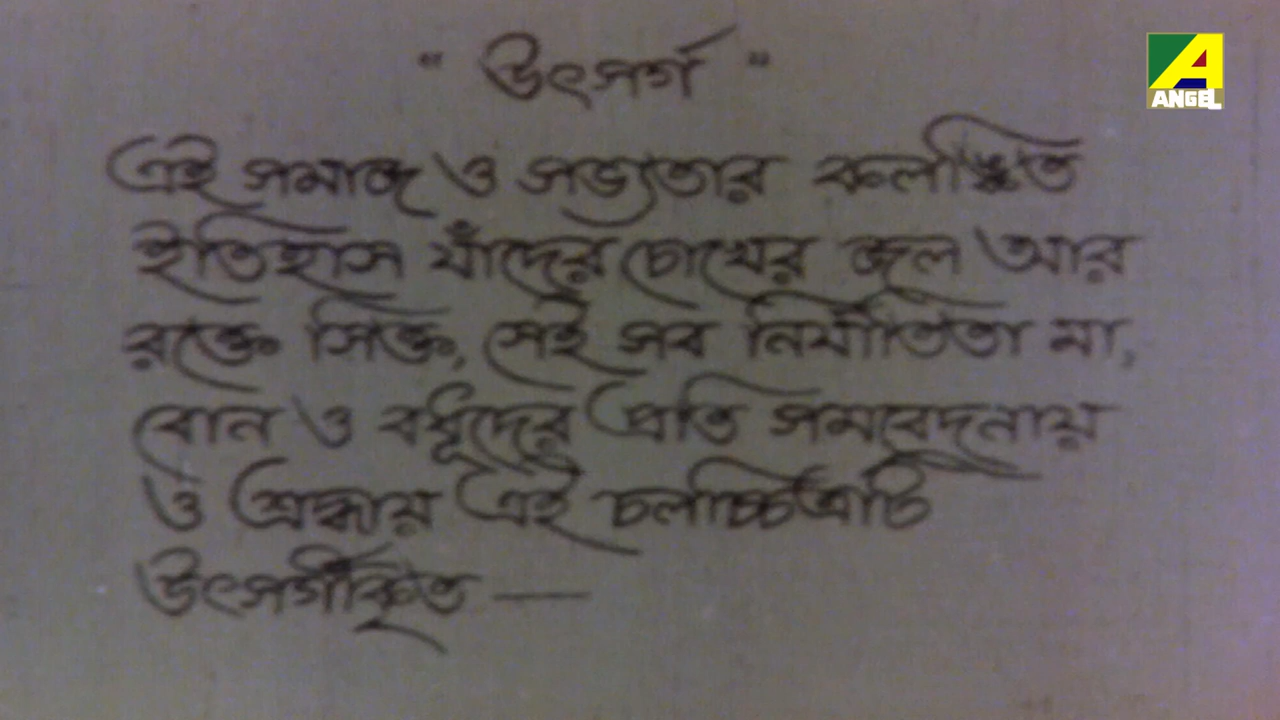 " উৎসর্গ "
A
ANGEL
এই সমাজ ও সভ্যতার কলঙ্কিত
ইতিহাস যাঁদের চোখের জল আর
রক্তে সিক্ত, সেই সব নির্যাতিতা মা,
বোন ও বধূদের প্রতি সমবেদনায়
ও শ্রদ্ধায় এই চলচ্চিত্রটি
উৎসর্গীকৃত —